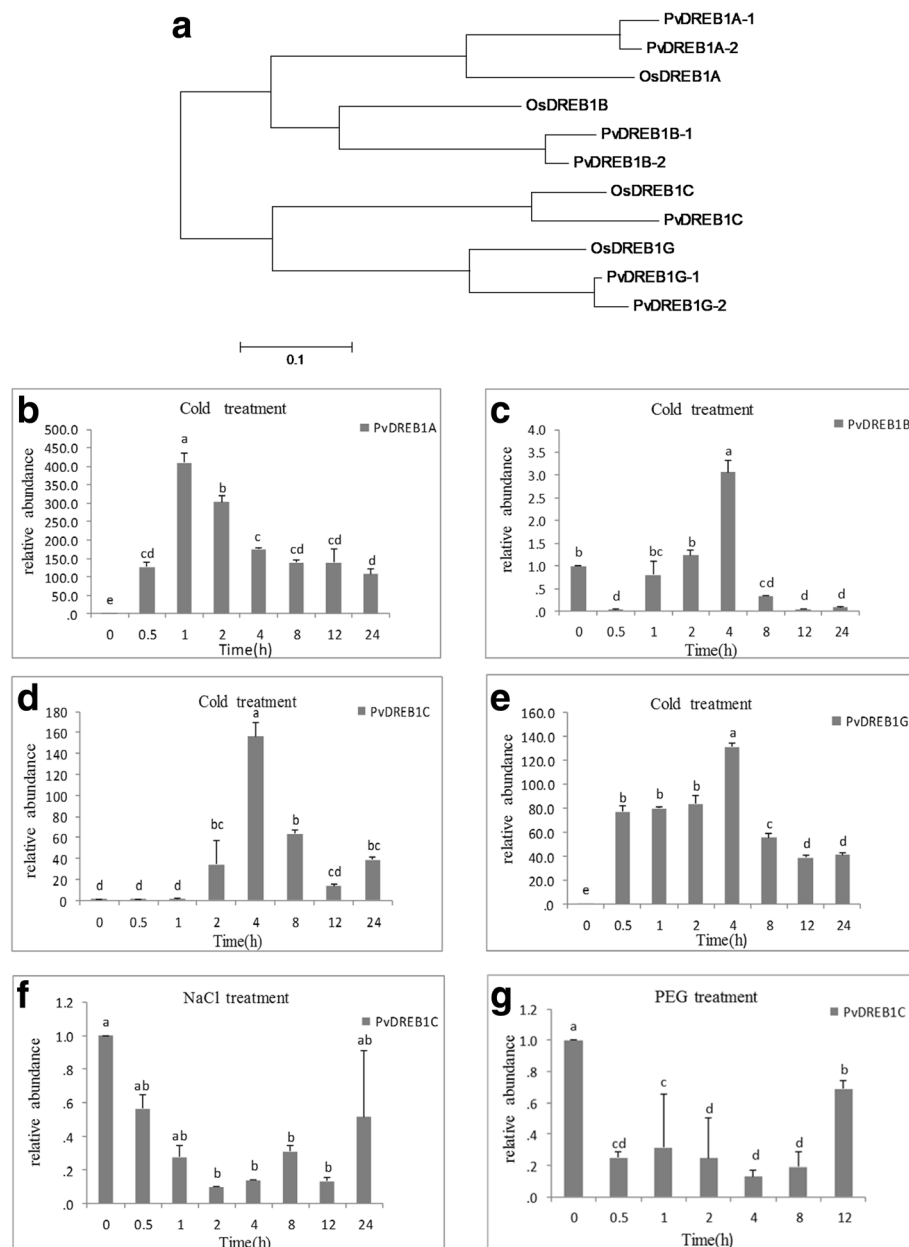 a
PvDREB1A-1
PvDREB1A-2
OsDREB1A
OsDREB1B
PvDREB1B-1
PvDREB1B-2
OsDREB1C
PvDREB1C
OsDREB1G
PvDREB1G-1
PvDREB1G-2
0.1
b
Cold treatment
PvDREB1A
relative abundance
500.0
450.0
400.0
350.0
300.0
250.0
200.0
150.0
100.0
50.0
.0
e cd a b c cd cd d
0 0.5 1 2 4 8 12 24
Time(h)
c
Cold treatment
PvDREB1B
relative abundance
4.0
3.5
3.0
2.5
2.0
1.5
1.0
.5
.0
b d bc b a cd d d
0 0.5 1 2 4 8 12 24
Time(h)
d
Cold treatment
PvDREB1C
relative abundance
180
160
140
120
100
80
60
40
20
0
d d d bc a b cd bc
0 0.5 1 2 4 8 12 24
Time(h)
e
Cold treatment
PvDREB1G
relative abundance
160.0
140.0
120.0
100.0
80.0
60.0
40.0
20.0
.0
e b b b a c d d
0 0.5 1 2 4 8 12 24
Time(h)
f
NaCl treatment
PvDREB1C
relative abundance
1.2
1.0
.8
.6
.4
.2
.0
a ab ab b b b b ab
0 0.5 1 2 4 8 12 24
Time(h)
g
PEG treatment
PvDREB1C
relative abundance
1.2
1.0
.8
.6
.4
.2
.0
a cd c d d d b
0 0.5 1 2 4 8 12
Time(h)